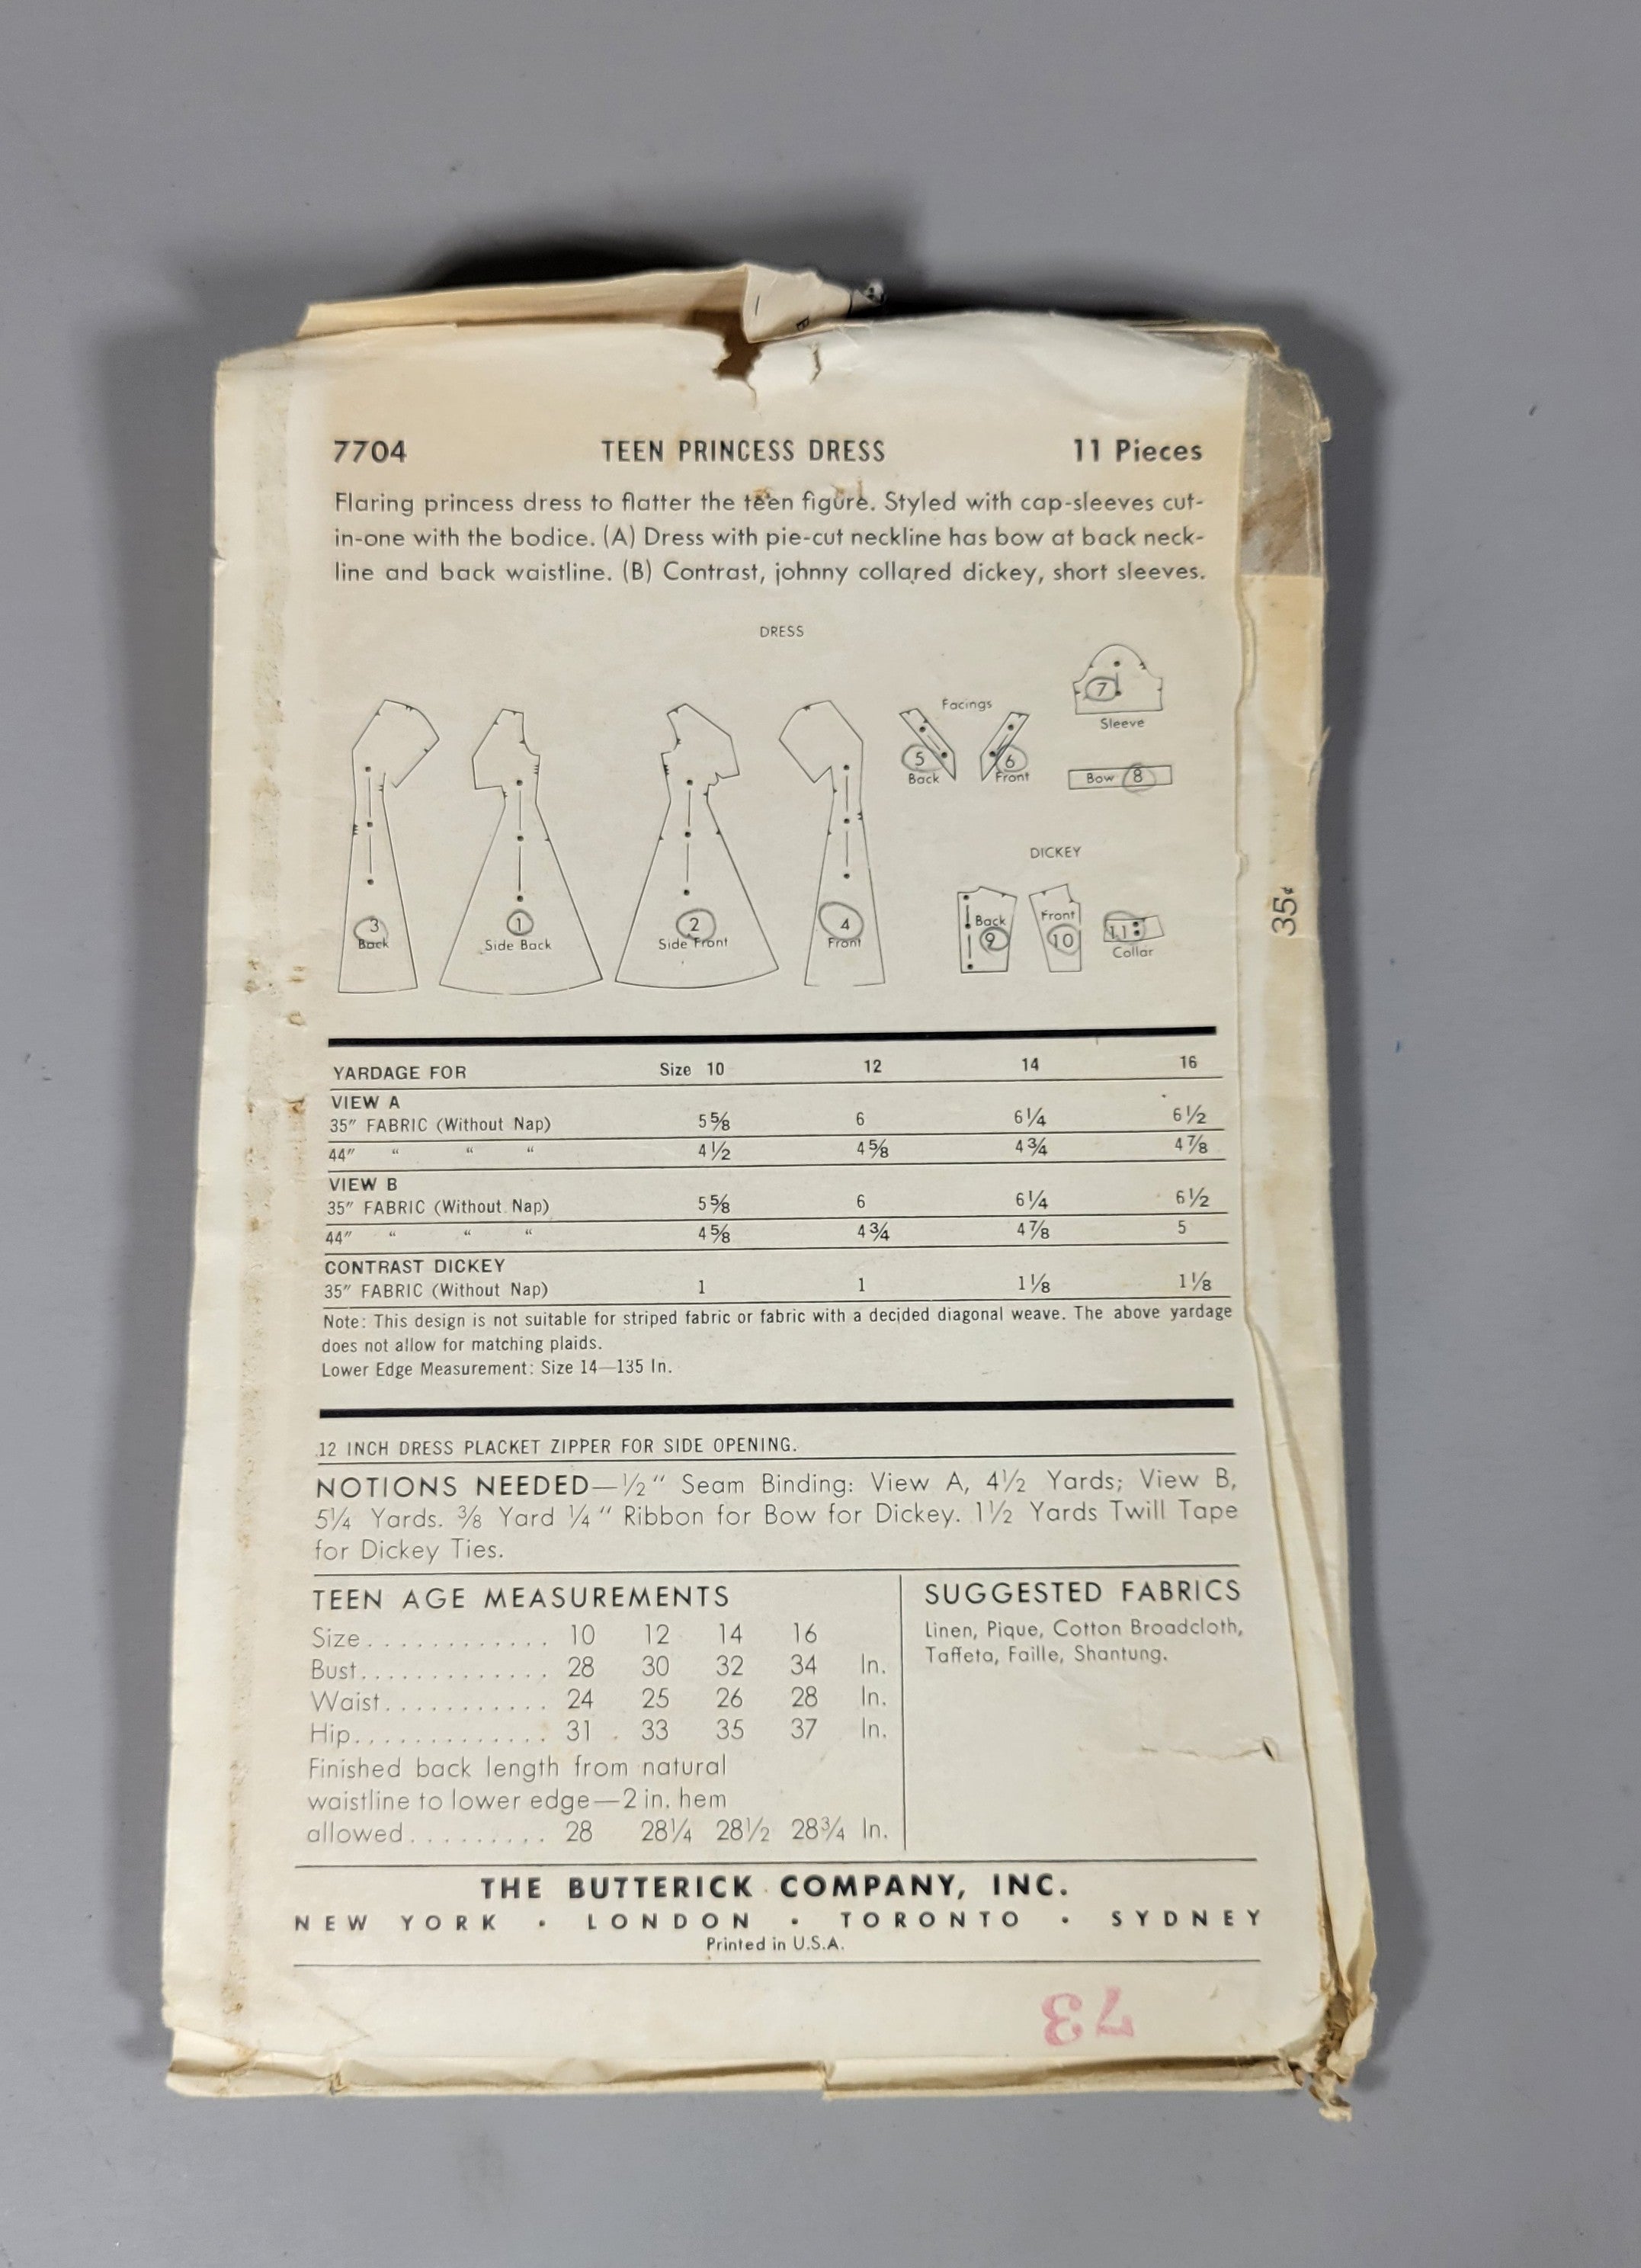 7704 TEEN PRINCESS DRESS 11 Pieces
Flaring princess dress to flatter the teen figure. Styled with cap-sleeves cut-
in-one with the bodice. (A) Dress with pie-cut neckline has bow at back neck-
line and back waistline. (B) Contrast, johnny collared dickey, short sleeves.
DRESS
Facings
7
Sleeve
5
Back
6
Front
Bow 8
DICKEY
3
Back
1
Side Back
2
Side Front
4
Front
Back
9
Front
10
11
Collar
35¢
YARDAGE FOR Size 10 12 14 16
VIEW A
35" FABRIC (Without Nap) 5⅝ 6 6¼ 6½
44" " " " 4½ 4⅝ 4¾ 4⅞
VIEW B
35" FABRIC (Without Nap) 5⅝ 6 6¼ 6½
44" " " " 4⅝ 4¾ 4⅞ 5
CONTRAST DICKEY
35" FABRIC (Without Nap) 1 1 1⅛ 1⅛
Note: This design is not suitable for striped fabric or fabric with a decided diagonal weave. The above yardage
does not allow for matching plaids.
Lower Edge Measurement: Size 14—135 In.
12 INCH DRESS PLACKET ZIPPER FOR SIDE OPENING.
NOTIONS NEEDED—½" Seam Binding: View A, 4½ Yards; View B,
5¼ Yards. ⅜ Yard ¼" Ribbon for Bow for Dickey. 1½ Yards Twill Tape
for Dickey Ties.
TEEN AGE MEASUREMENTS
Size............ 10 12 14 16
Bust............. 28 30 32 34 In.
Waist........... 24 25 26 28 In.
Hip............. 31 33 35 37 In.
Finished back length from natural
waistline to lower edge—2 in. hem
allowed......... 28 28¼ 28½ 28¾ In.
SUGGESTED FABRICS
Linen, Pique, Cotton Broadcloth,
Taffeta, Faille, Shantung.
THE BUTTERICK COMPANY, INC.
NEW YORK • LONDON • TORONTO • SYDNEY
Printed in U.S.A.
73